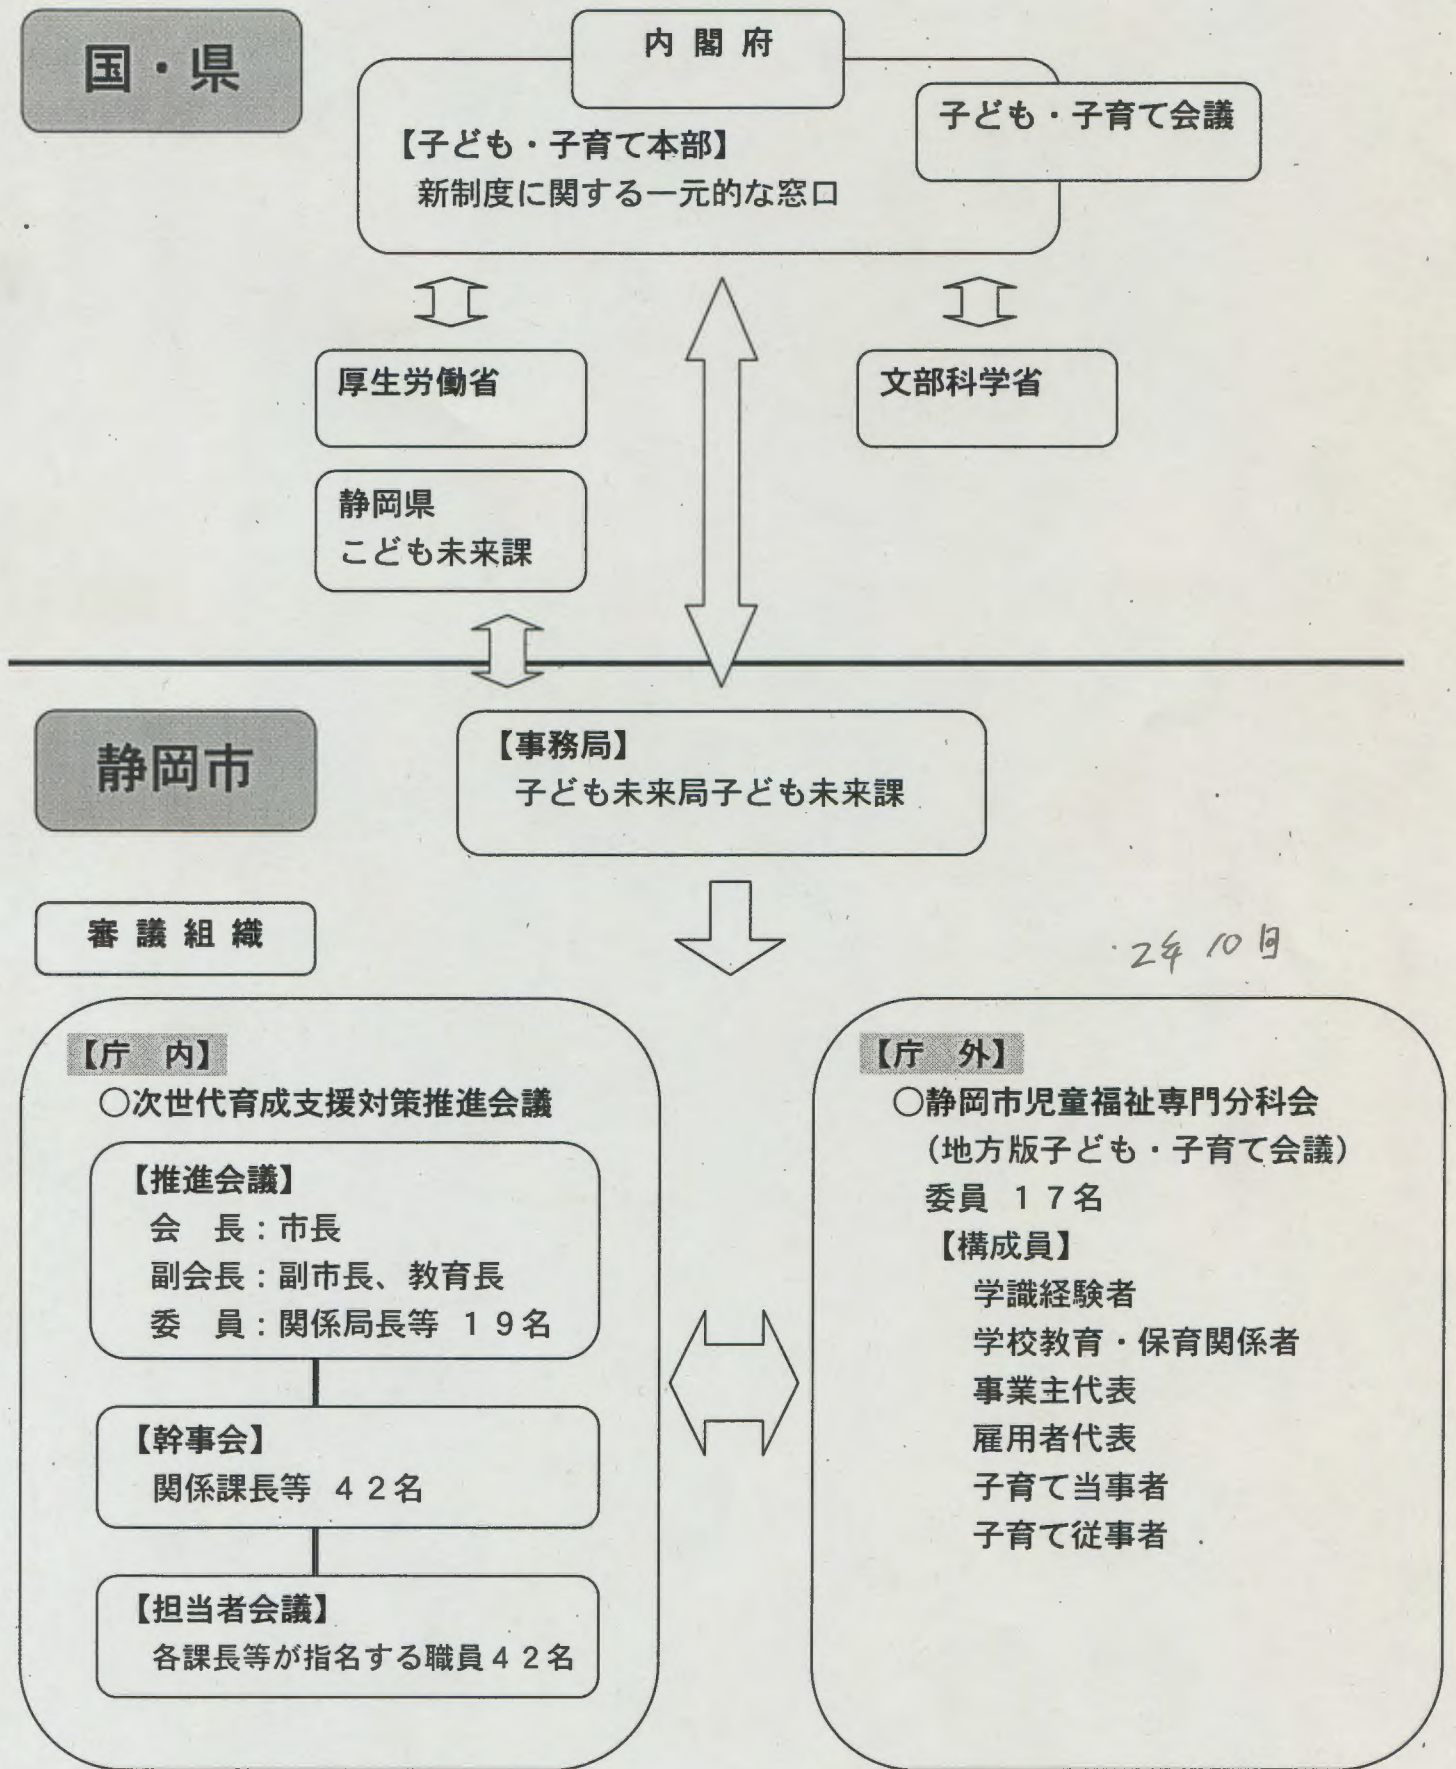 国・県
内 閣 府
子ども・子育て会議
【子ども・子育て本部】
新制度に関する一元的な窓口
厚生労働省
文部科学省
静岡県
こども未来課
静岡市
【事務局】
子ども未来局子ども未来課
審 議 組 織
2年 10回
【庁　内】
○次世代育成支援対策推進会議
【推進会議】
会　長：市長
副会長：副市長、教育長
委　員：関係局長等 １９名
【幹事会】
関係課長等 ４２名
【担当者会議】
各課長等が指名する職員４２名
【庁　外】
○静岡市児童福祉専門分科会
（地方版子ども・子育て会議）
委員 １７名
【構成員】
学識経験者
学校教育・保育関係者
事業主代表
雇用者代表
子育て当事者
子育て従事者